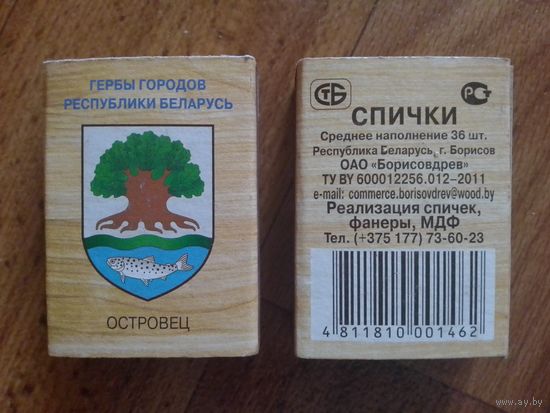 ГЕРБЫ ГОРОДОВ
РЕСПУБЛИКИ БЕЛАРУСЬ
ОСТРОВЕЦ
СТБ
РСТ
СПИЧКИ
Среднее наполнение 36 шт.
Республика Беларусь, г. Борисов
ОАО «Борисовдрев»
ТУ BY 600012256.012–2011
e-mail: commerce.borisovdrev@wood.by
Реализация спичек,
фанеры, МДФ
Тел. (+375 177) 73-60-23
4 811810 001462
www.ay.by